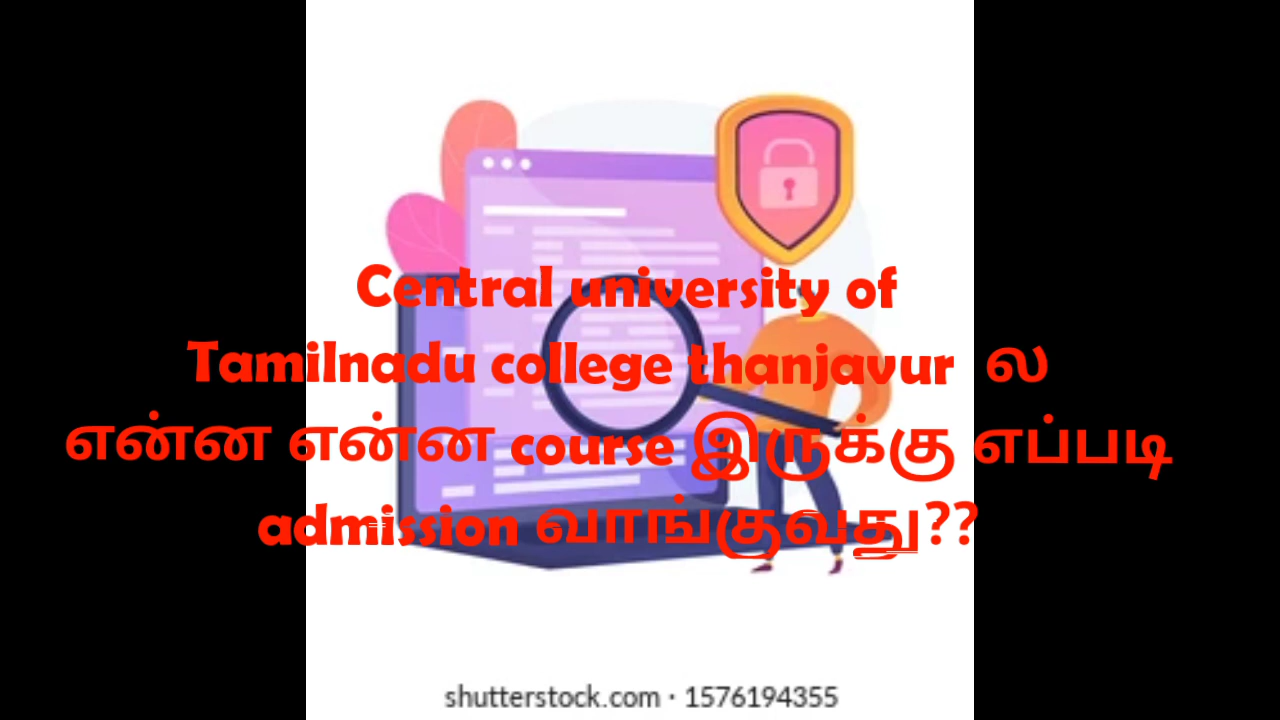 Central university of
Tamilnadu college thanjavur ல
என்ன என்ன course இருக்கு எப்படி
admission வாங்குவது??
shutterstock.com · 1576194355